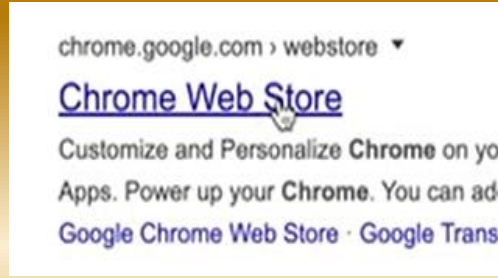 chrome.google.com › webstore ▼
Chrome Web Store
Customize and Personalize Chrome on yo
Apps. Power up your Chrome. You can ad
Google Chrome Web Store · Google Trans